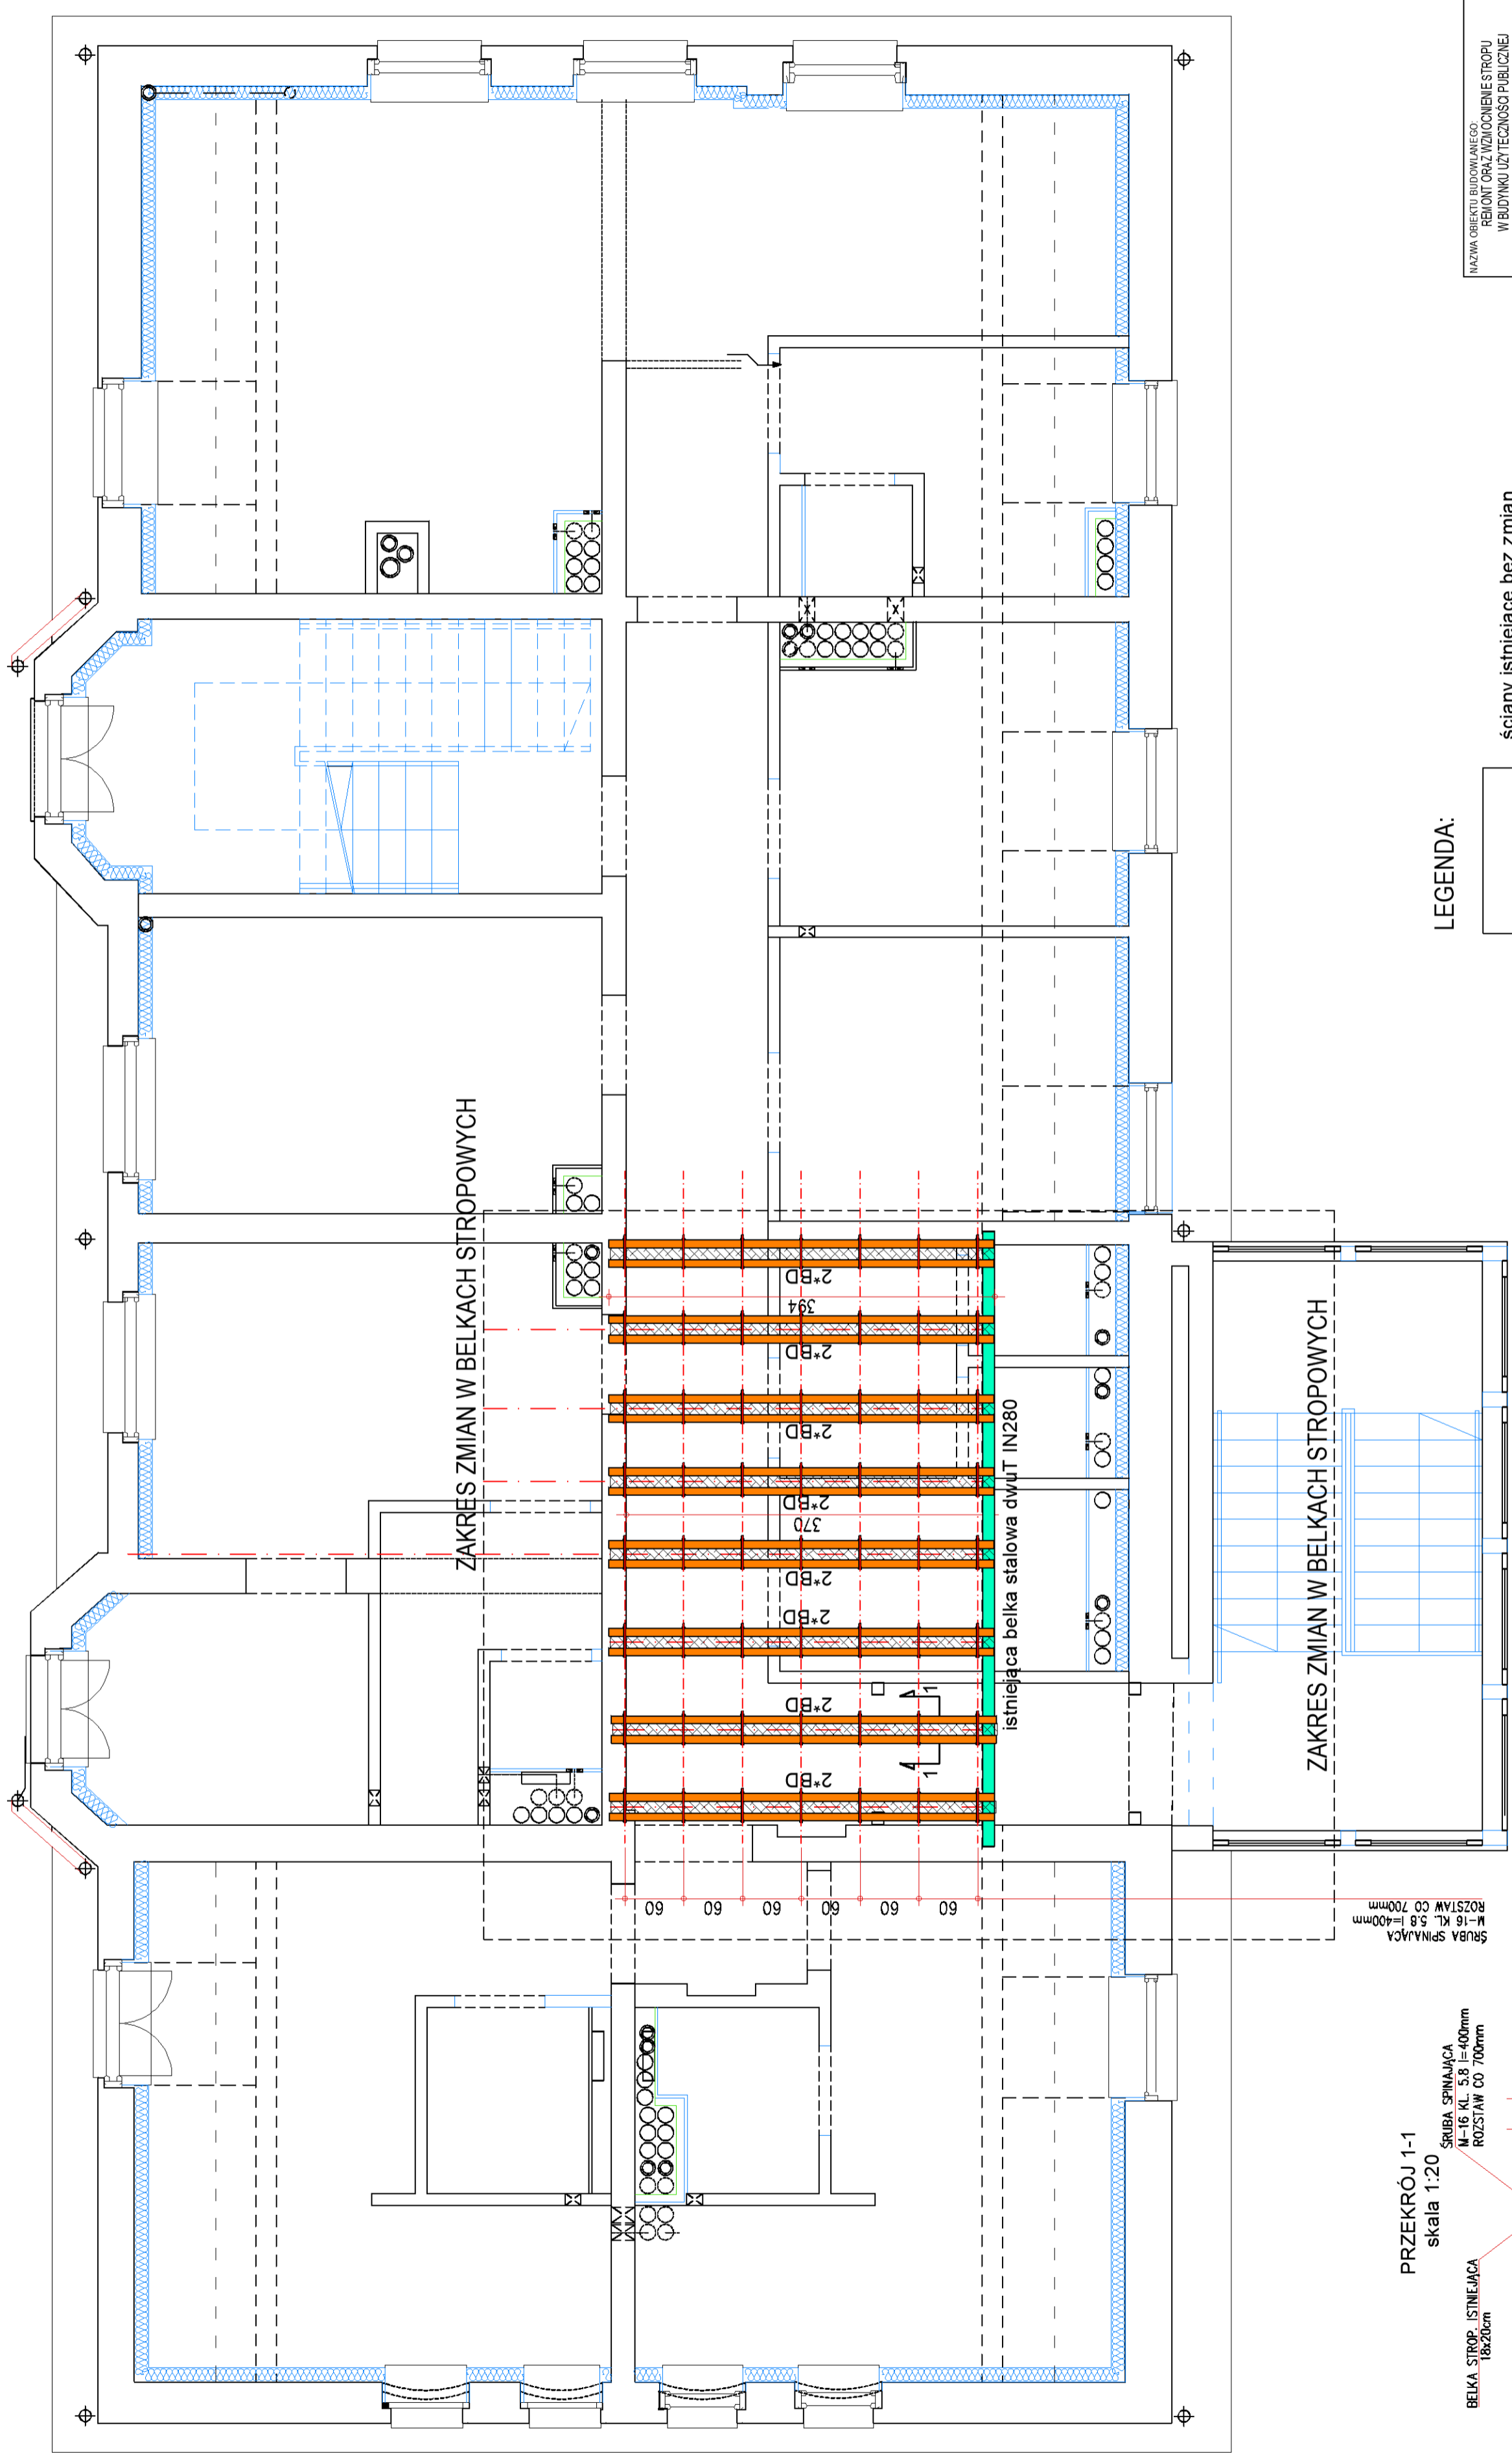 ZAKRES ZMIAN W BELKACH STROPOWYCH
2*BD
394
2*BD
2*BD
2*BD
370
2*BD
2*BD
2*BD
2*BD
1
1
istniejąca belka stalowa dwuT IN280
60
60
60
60
60
60
ZAKRES ZMIAN W BELKACH STROPOWYCH
ŚRUBA SPINAJĄCA
M-16 KL. 5.8 l=400mm
ROZSTAW CO 700mm
PRZEKRÓJ 1-1
skala 1:20
ŚRUBA SPINAJĄCA
M-16 KL. 5.8 l=400mm
ROZSTAW CO 700mm
BELKA STROP. ISTNIEJĄCA
18x20cm
LEGENDA:
ściany istniejące bez zmian
NAZWA OBIEKTU BUDOWLANEGO:
REMONT ORAZ WZMOCNIENIE STROPU
W BUDYNKU UŻYTECZNOŚCI PUBLICZNEJ